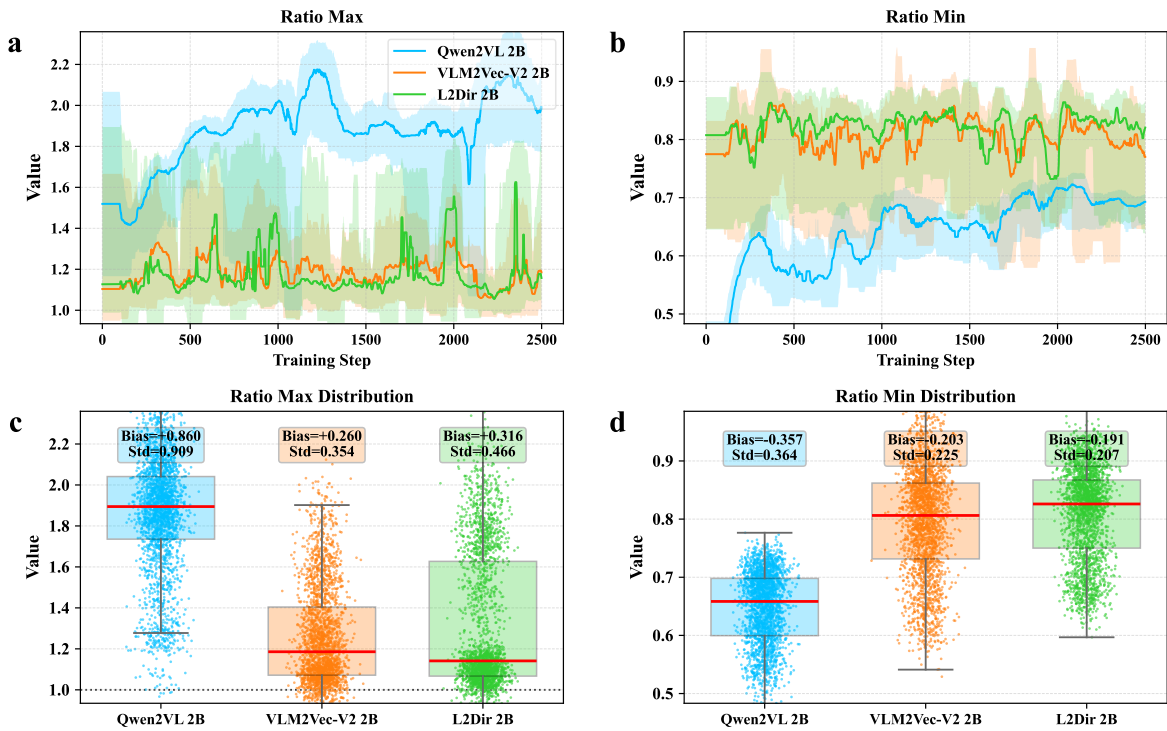 a
Ratio Max
Value
2.2
2.0
1.8
1.6
1.4
1.2
1.0
Qwen2VL 2B
VLM2Vec-V2 2B
L2Dir 2B
0
500
1000
1500
2000
2500
Training Step
b
Ratio Min
Value
0.9
0.8
0.7
0.6
0.5
0
500
1000
1500
2000
2500
Training Step
c
Ratio Max Distribution
Value
2.2
2.0
1.8
1.6
1.4
1.2
1.0
Bias=+0.860
Std=0.909
Bias=+0.260
Std=0.354
Bias=+0.316
Std=0.466
Qwen2VL 2B
VLM2Vec-V2 2B
L2Dir 2B
d
Ratio Min Distribution
Value
0.9
0.8
0.7
0.6
0.5
Bias=-0.357
Std=0.364
Bias=-0.203
Std=0.225
Bias=-0.191
Std=0.207
Qwen2VL 2B
VLM2Vec-V2 2B
L2Dir 2B